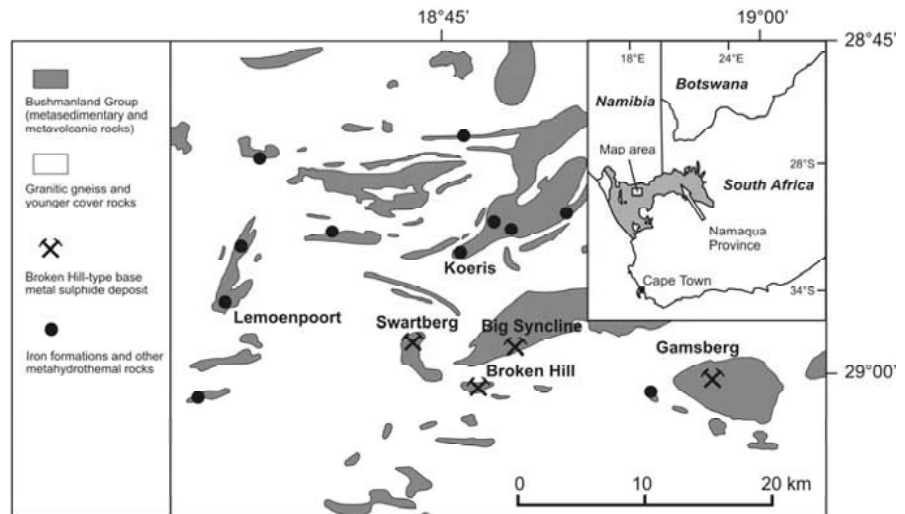 18°45'
19°00'
28°45'
18°E
24°E
Botswana
Namibia
Map area
28°S
South Africa
Namaqua
Province
Cape Town
34°S
Bushmanland Group
(metasedimentary and
metavolcanic rocks)
Granitic gneiss and
younger cover rocks
Broken Hill-type base
metal sulphide deposit
Iron formations and other
metahydrothemal rocks
Koeris
Lemoenpoort
Swartberg
Big Syncline
Broken Hill
Gamsberg
29°00'
0
10
20 km